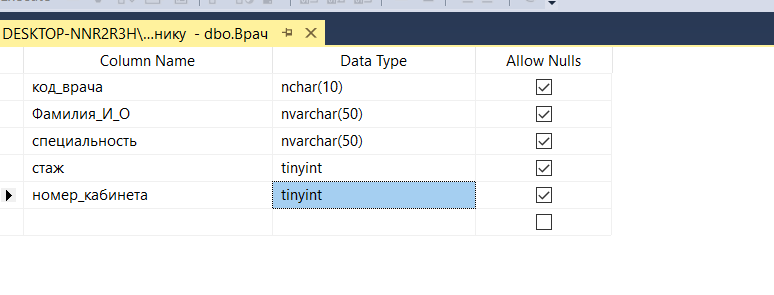 DESKTOP-NNR2R3H\...нику - dbo.Врач
Column Name Data Type Allow Nulls
код_врача nchar(10)
Фамилия_И_О nvarchar(50)
специальность nvarchar(50)
стаж tinyint
номер_кабинета tinyint